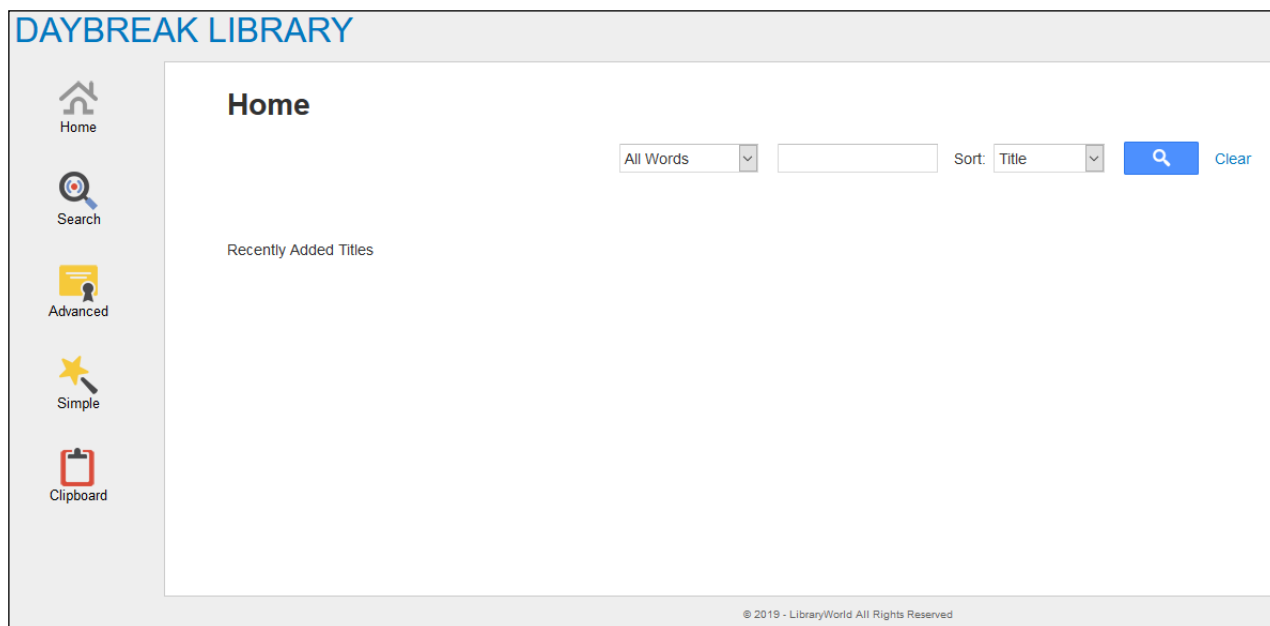 DAYBREAK LIBRARY
Home
Search
Advanced
Simple
Clipboard
Home
All Words Sort: Title Clear
Recently Added Titles
© 2019 - LibraryWorld All Rights Reserved